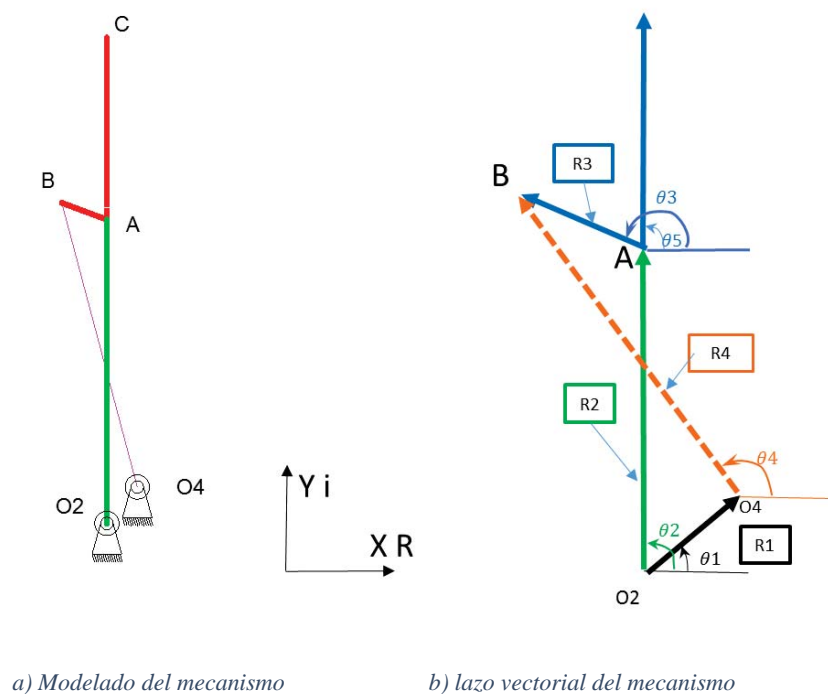 C
B
A
O2
O4
Y i
X R
a) Modelado del mecanismo
R3
B
θ3
A
θ5
R4
R2
θ4
O4
θ2
R1
θ1
O2
b) lazo vectorial del mecanismo